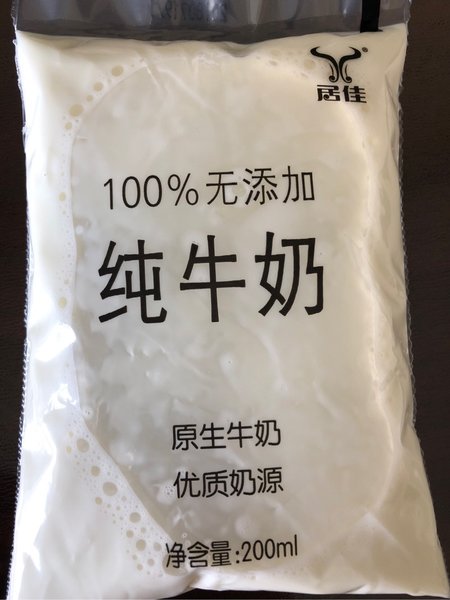 居佳
100%无添加
纯牛奶
原生牛奶
优质奶源
净含量:200ml